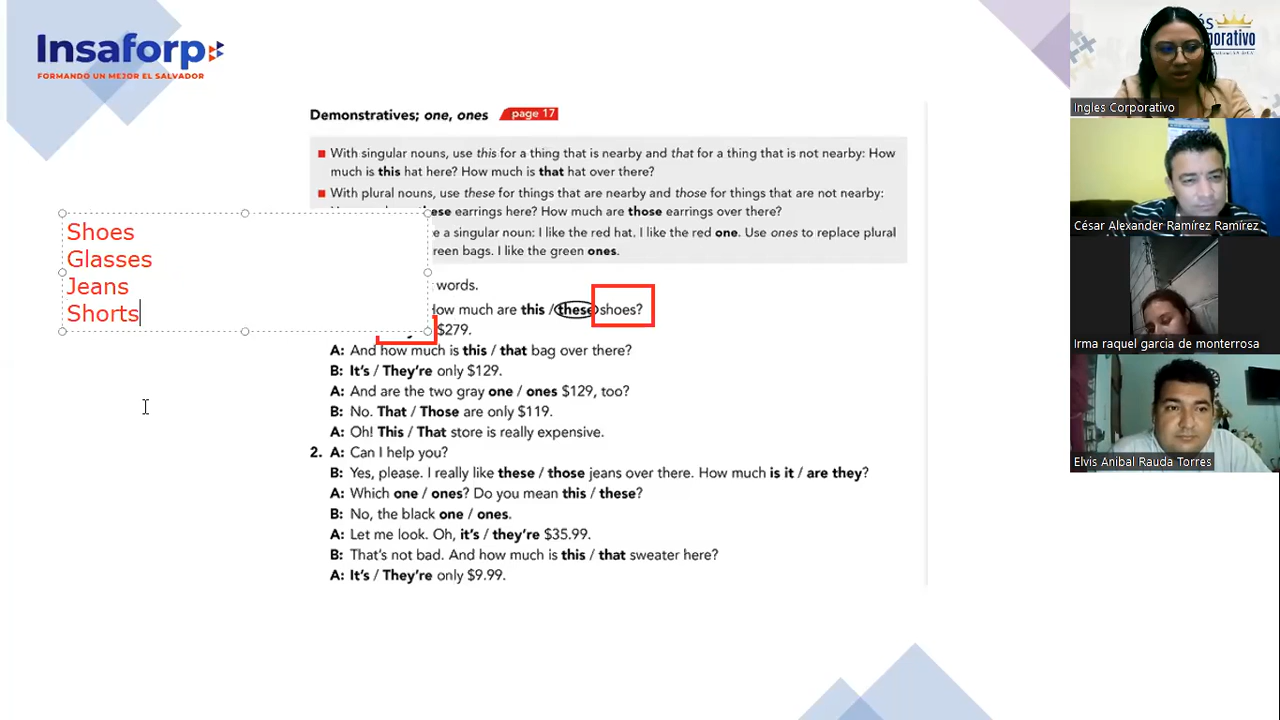 Insaforp
FORMANDO UN MEJOR EL SALVADOR
Demonstratives; one, ones page 17
With singular nouns, use this for a thing that is nearby and that for a thing that is not nearby: How
much is this hat here? How much is that hat over there?
With plural nouns, use these for things that are nearby and those for things that are not nearby:
earrings here? How much are those earrings over there?
a singular noun: I like the red hat. I like the red one. Use ones to replace plural
bags. I like the green ones.
Shoes
Glasses
Jeans
Shorts
words.
much are this / these shoes?
$279.
A: And how much is this / that bag over there?
B: It's / They're only $129.
A: And are the two gray one / ones $129, too?
B: No. That / Those are only $119.
A: Oh! This / That store is really expensive.
2. A: Can I help you?
B: Yes, please. I really like these / those jeans over there. How much is it / are they?
A: Which one / ones? Do you mean this / these?
B: No, the black one / ones.
A: Let me look. Oh, it's / they're $35.99.
B: That's not bad. And how much is this / that sweater here?
A: It's / They're only $9.99.
Ingles Corporativo
César Alexander Ramírez Ramírez
Irma raquel garcia de monterrosa
Elvis Anibal Rauda Torres